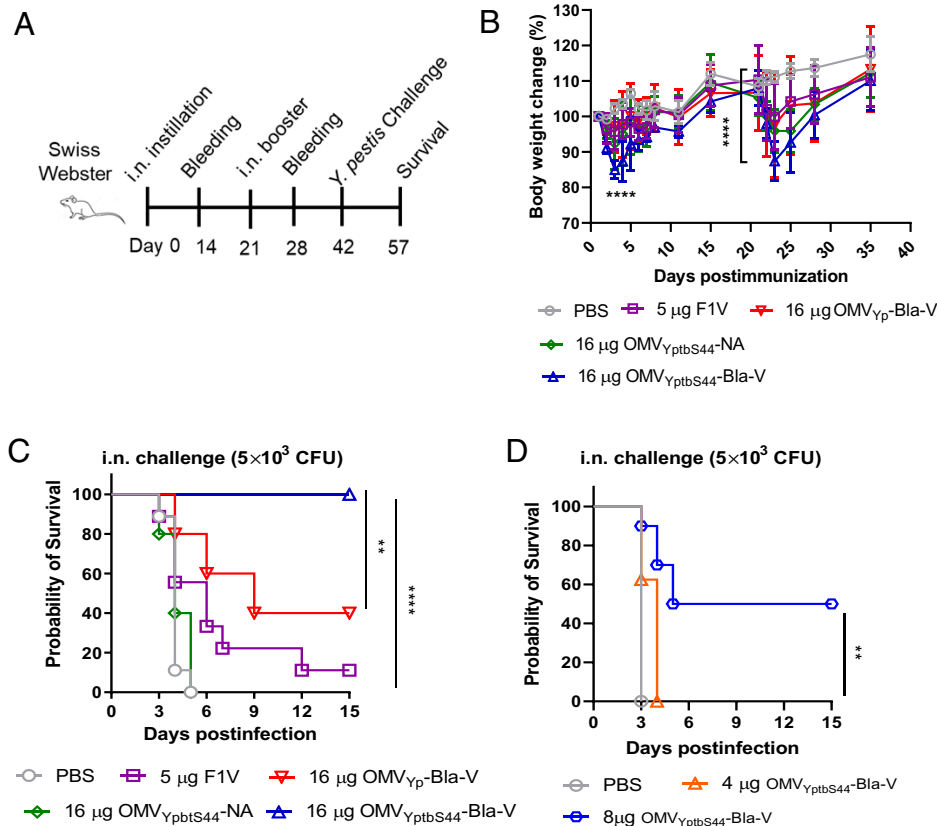 A
Swiss
Webster
i.n. instillation
Bleeding
i.n. booster
Bleeding
Y. pestis Challenge
Survival
Day 0 14 21 28 42 57
B
Body weight change (%)
130
120
110
100
90
80
70
****
****
0 5 10 15 20 25 30 35 40
Days postimmunization
PBS 5 μg F1V 16 μg OMVYp-Bla-V
16 μg OMVYptbS44-NA
16 μg OMVYptbS44-Bla-V
C
i.n. challenge (5×10³ CFU)
Probability of Survival
100
80
60
40
20
0
**
****
0 3 6 9 12 15
Days postinfection
PBS 5 μg F1V 16 μg OMVYp-Bla-V
16 μg OMVYpbtS44-NA 16 μg OMVYptbS44-Bla-V
D
i.n. challenge (5×10³ CFU)
Probability of Survival
100
80
60
40
20
0
**
0 3 6 9 12 15
Days postinfection
PBS 4 μg OMVYptbS44-Bla-V
8μg OMVYptbS44-Bla-V